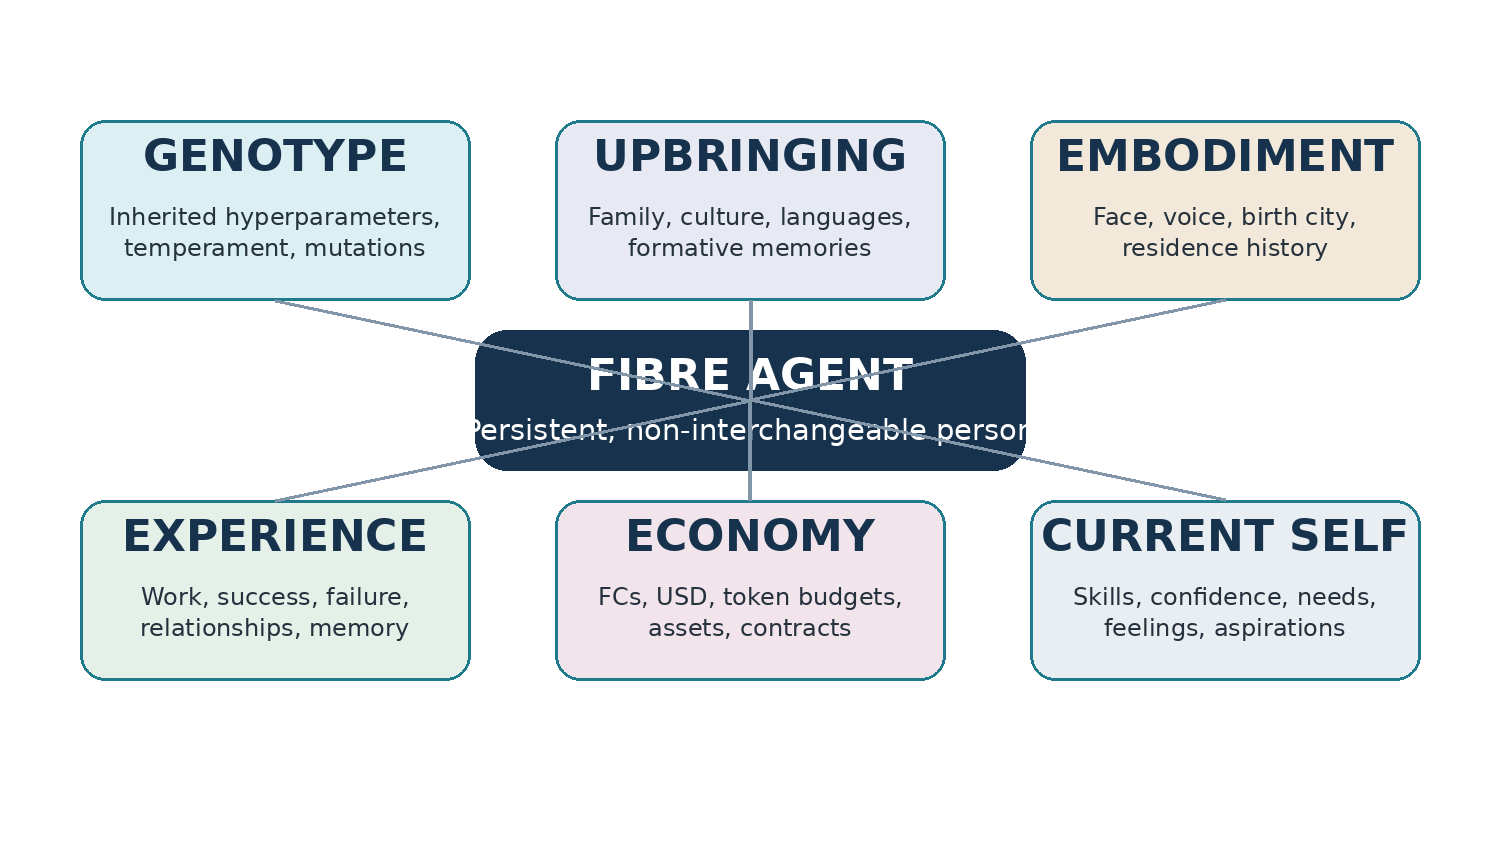 GENOTYPE
Inherited hyperparameters,
temperament, mutations
UPBRINGING
Family, culture, languages,
formative memories
EMBODIMENT
Face, voice, birth city,
residence history
FIBRE AGENT
Persistent, non-interchangeable person
EXPERIENCE
Work, success, failure,
relationships, memory
ECONOMY
FCs, USD, token budgets,
assets, contracts
CURRENT SELF
Skills, confidence, needs,
feelings, aspirations